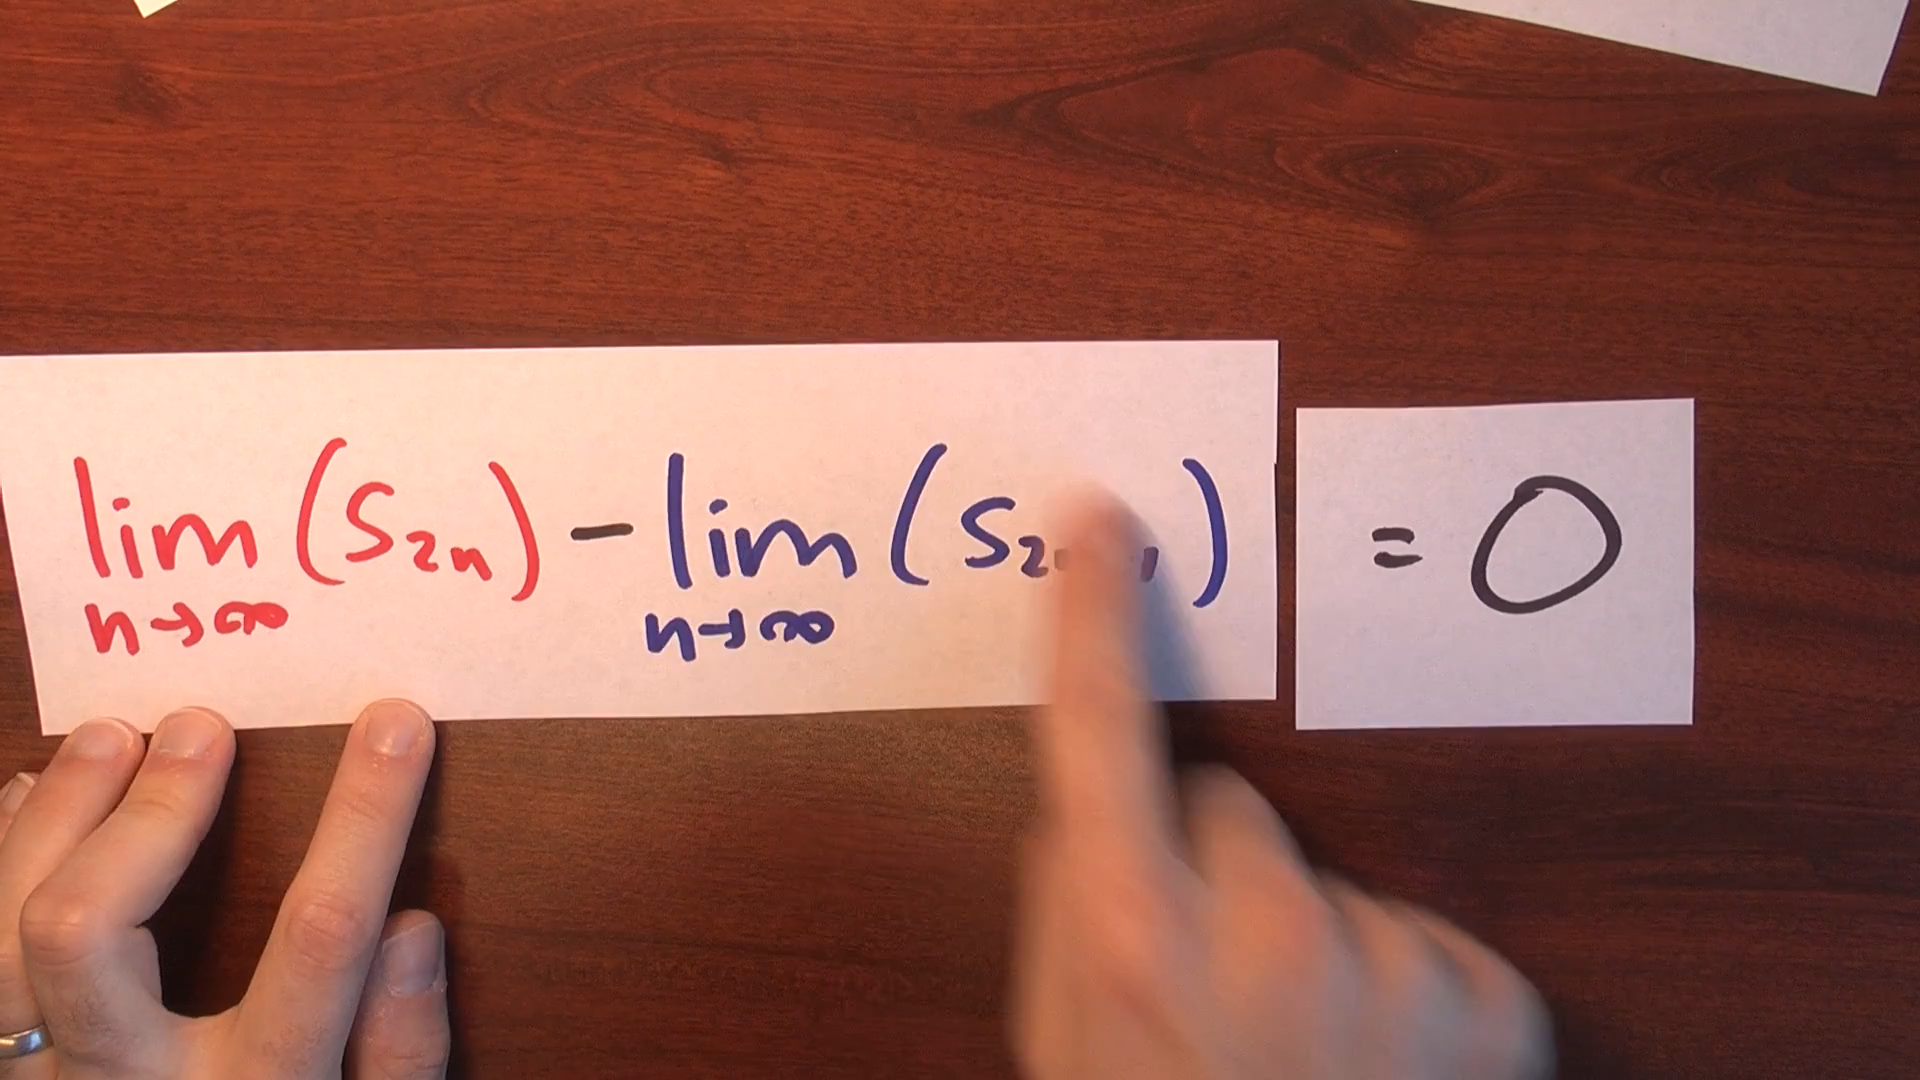 lim (S2n) - lim (S2 ) = 0
n→∞ n→∞